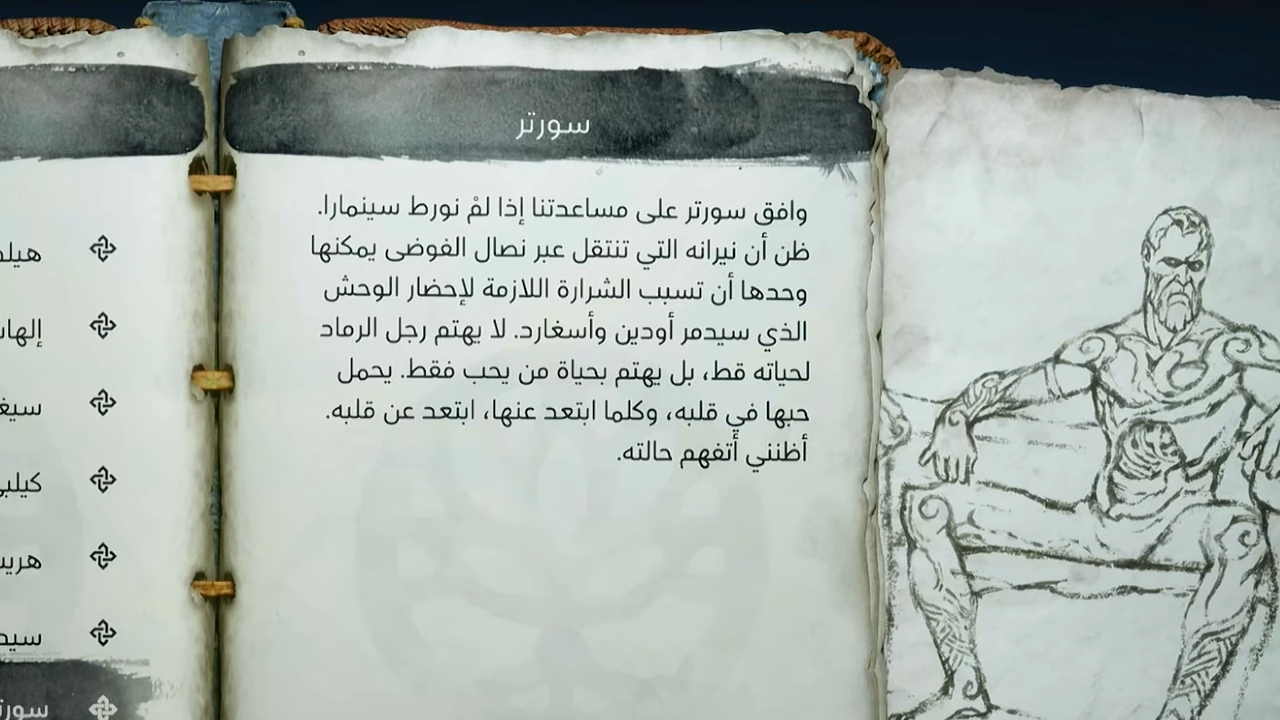 سورتر
وافق سورتر على مساعدتنا إذا لمْ نورط سينمارا.
ظن أن نيرانه التي تنتقل عبر نصال الفوضى يمكنها
وحدها أن تسبب الشرارة اللازمة لإحضار الوحش
الذي سيدمر أودين وأسغارد. لا يهتم رجل الرماد
لحياته قط، بل يهتم بحياة من يحب فقط. يحمل
حبها في قلبه، وكلما ابتعد عنها، ابتعد عن قلبه.
أظنني أتفهم حالته.